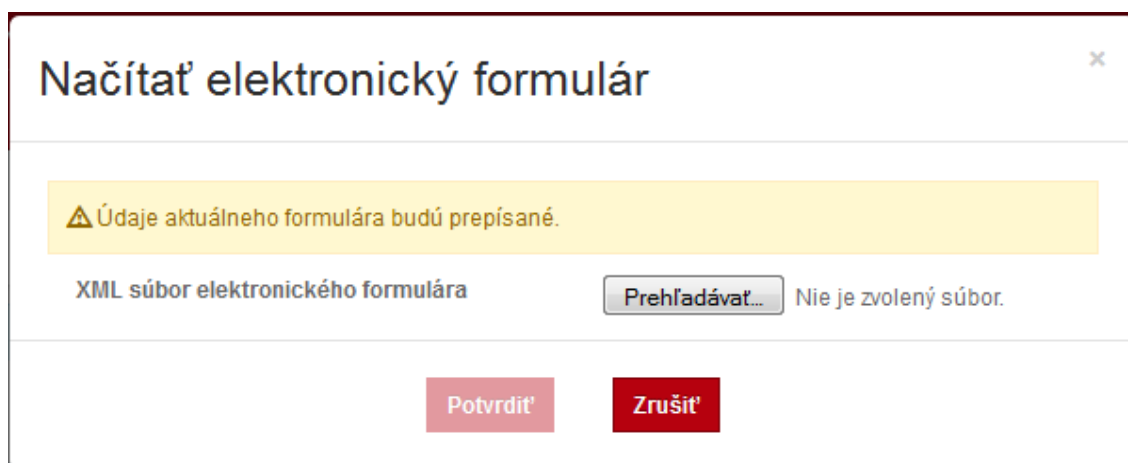 Načítať elektronický formulár
×
Údaje aktuálneho formulára budú prepísané.
XML súbor elektronického formulára Prehľadávať... Nie je zvolený súbor.
Potvrdiť Zrušiť